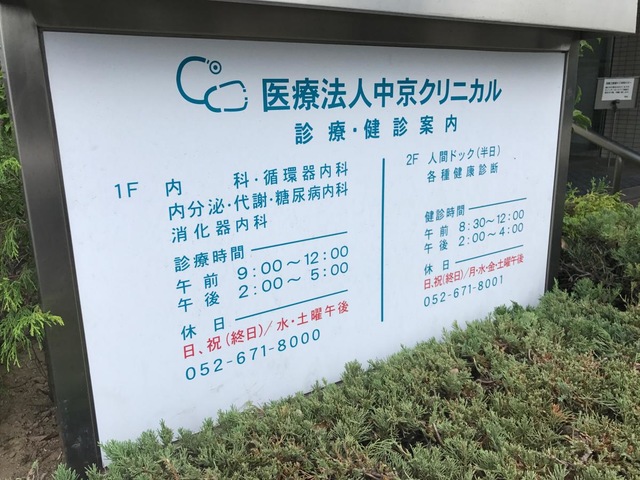 医療法人中京クリニカル
診療・健診案内
1F 内　　科・循環器内科
内分泌・代謝・糖尿病内科
消化器内科
診療時間
午前 9:00～12:00
午後 2:00～5:00
休日
日、祝(終日)/水・土曜午後
052-671-8000
2F 人間ドック(半日)
各種健康診断
健診時間
午前 8:30～12:00
午後 2:00～4:00
休日
日、祝(終日)/月・水・金・土曜午後
052-671-8001